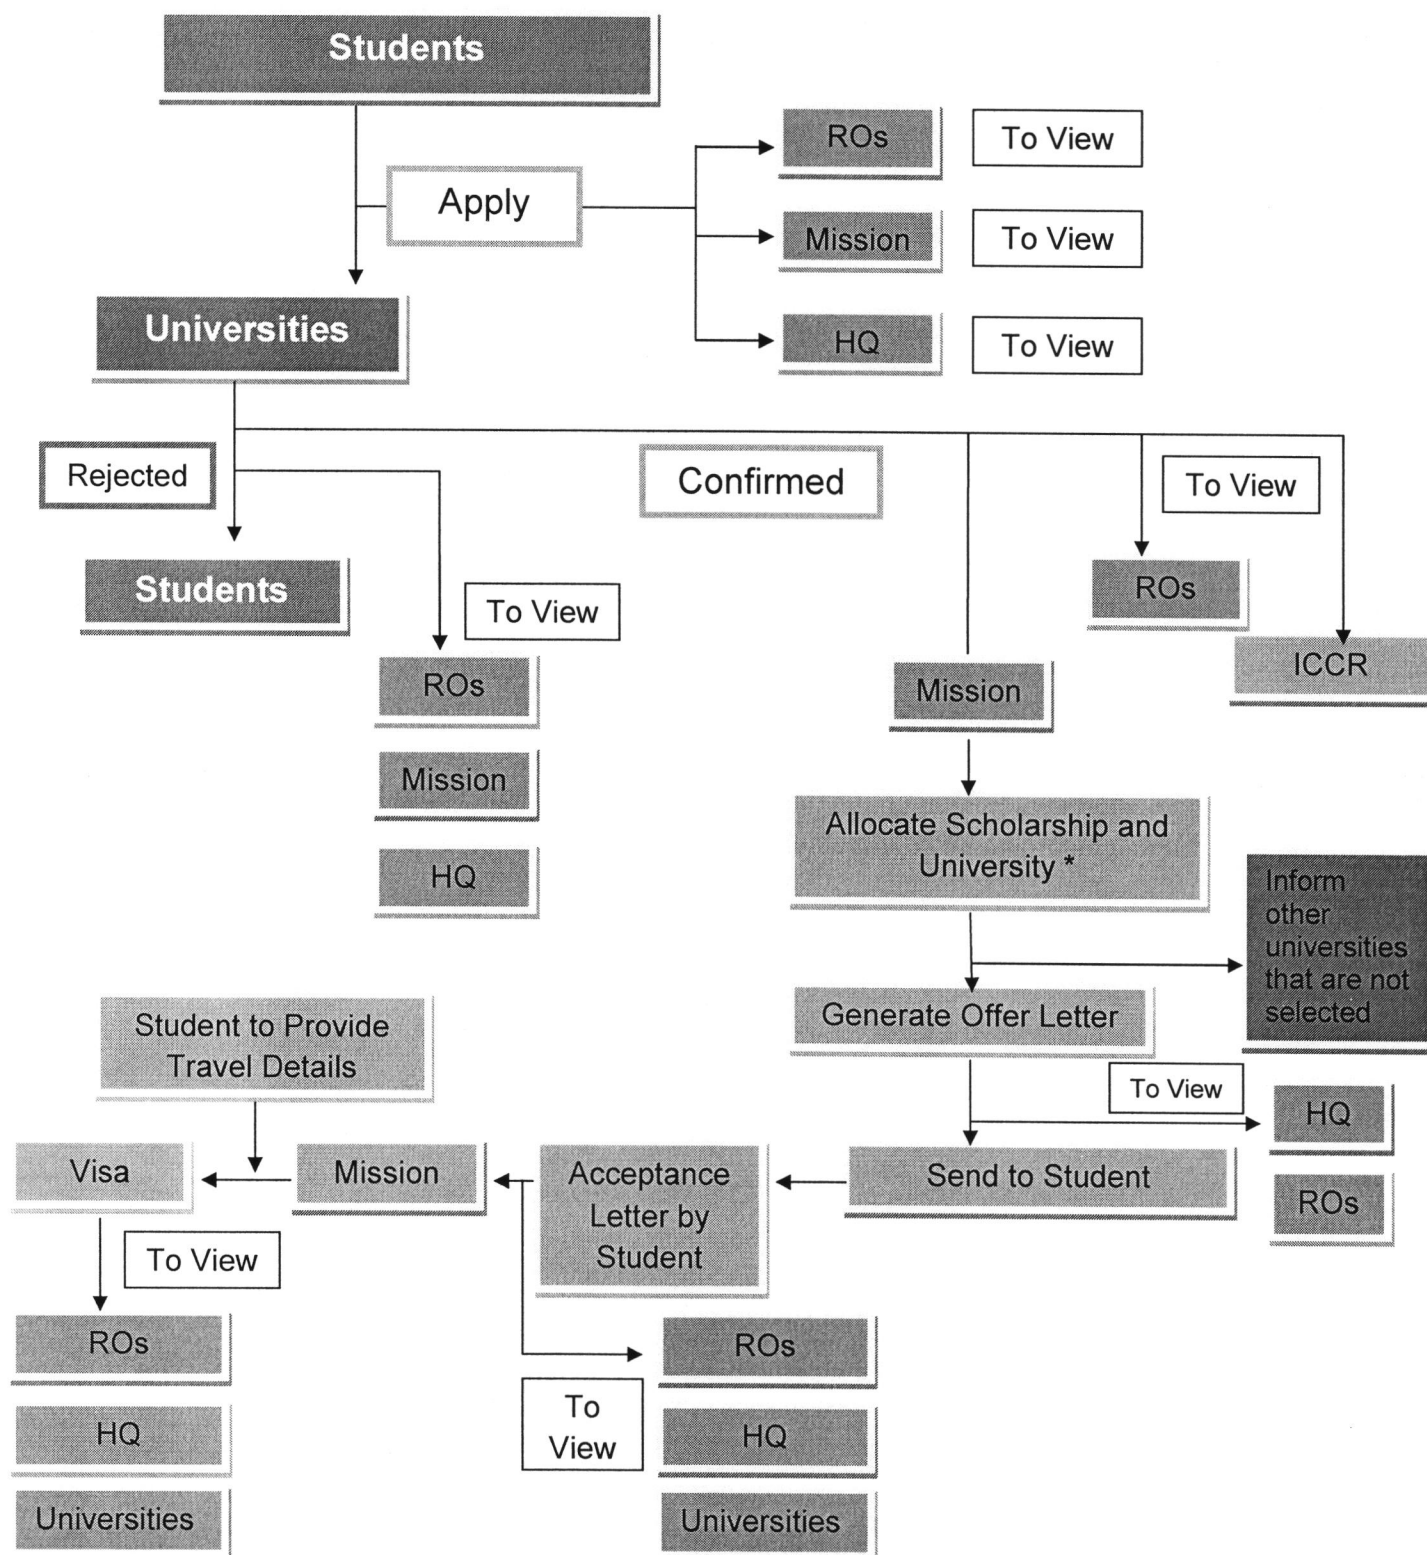 Students
Apply
ROs
To View
Mission
To View
HQ
To View
Universities
Rejected
Confirmed
To View
Students
To View
ROs
ROs
ICCR
Mission
Mission
HQ
Allocate Scholarship and
University *
Inform
other
universities
that are not
selected
Generate Offer Letter
To View
HQ
ROs
Send to Student
Acceptance
Letter by
Student
Student to Provide
Travel Details
Mission
Visa
To View
ROs
HQ
Universities
To
View
ROs
HQ
Universities